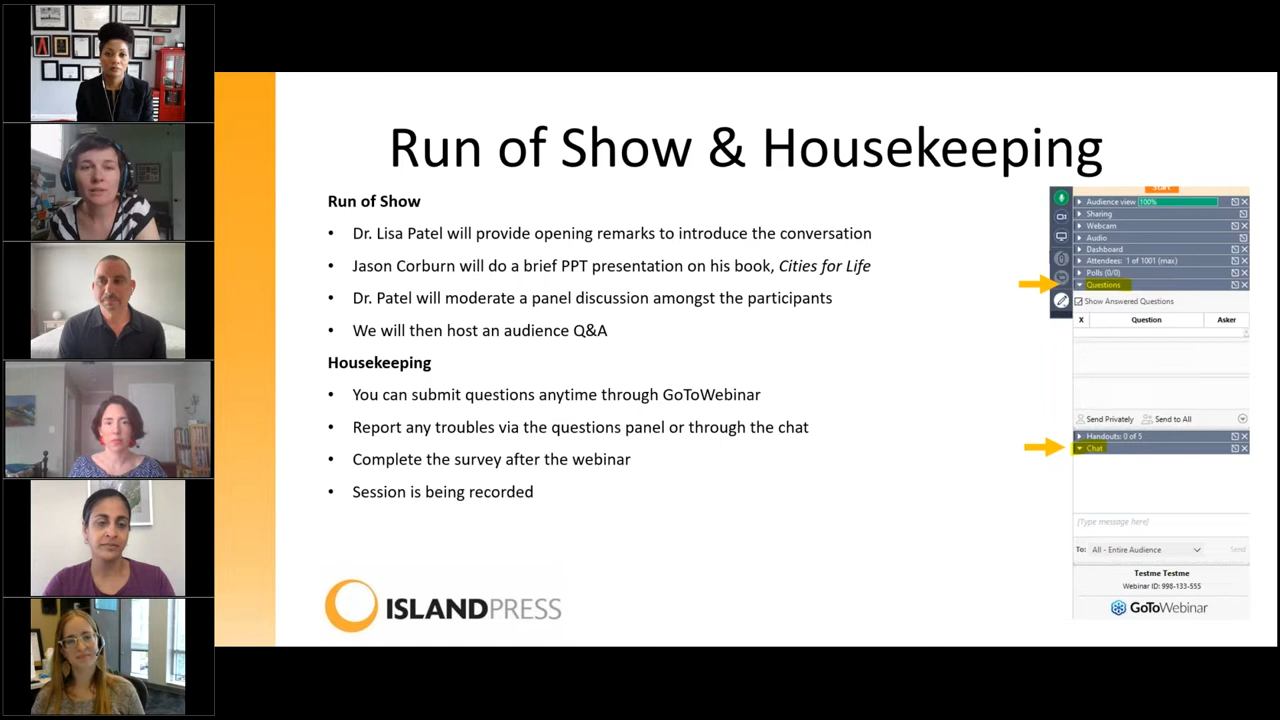 Run of Show & Housekeeping
Run of Show
• Dr. Lisa Patel will provide opening remarks to introduce the conversation
• Jason Corburn will do a brief PPT presentation on his book, Cities for Life
• Dr. Patel will moderate a panel discussion amongst the participants
• We will then host an audience Q&A
Housekeeping
• You can submit questions anytime through GoToWebinar
• Report any troubles via the questions panel or through the chat
• Complete the survey after the webinar
• Session is being recorded
ISLANDPRESS
Start
Audience view 100%
Sharing
Webcam
Audio
Dashboard
Attendees: 1 of 1001 (max)
Polls (0/0)
Questions
Show Answered Questions
X Question Asker
Send Privately Send to All
Handouts: 0 of 5
Chat
[Type message here]
To: All - Entire Audience Send
Testme Testme
Webinar ID: 998-133-555
GoToWebinar